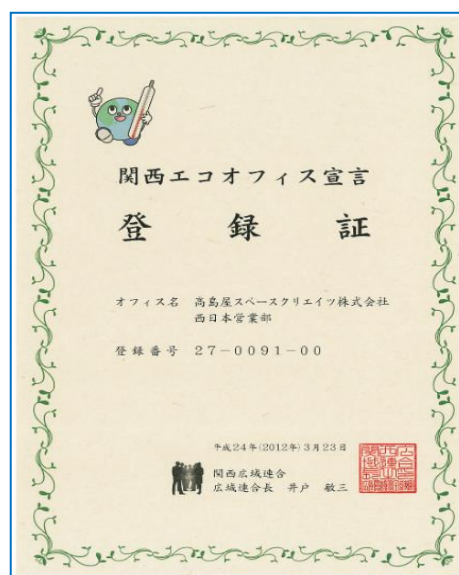 関西エコオフィス宣言
登録証
オフィス名 高島屋スペースクリエイツ株式会社
西日本営業部
登録番号 27-0091-00
平成24年(2012年)3月23日
関西広域連合
広域連合長 井戸 敏三